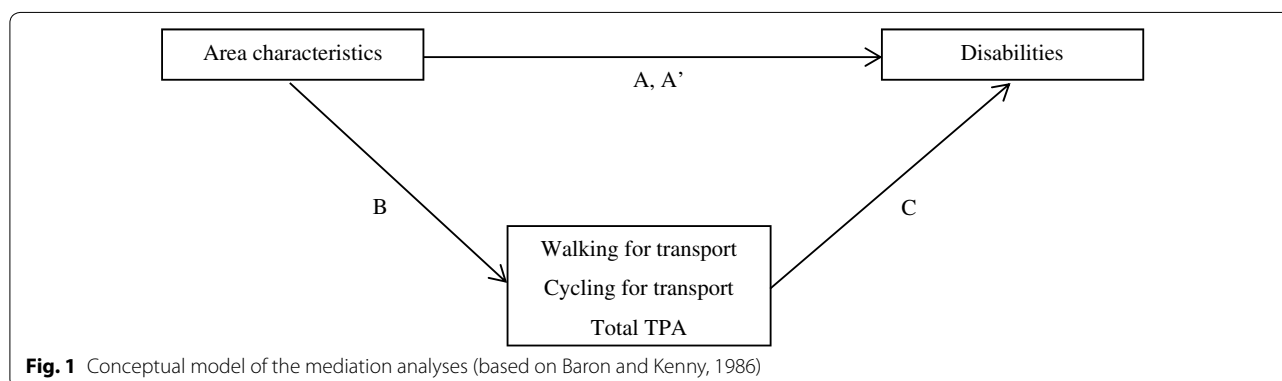 Area characteristics
Disabilities
A, A’
B
C
Walking for transport
Cycling for transport
Total TPA
Fig. 1 Conceptual model of the mediation analyses (based on Baron and Kenny, 1986)